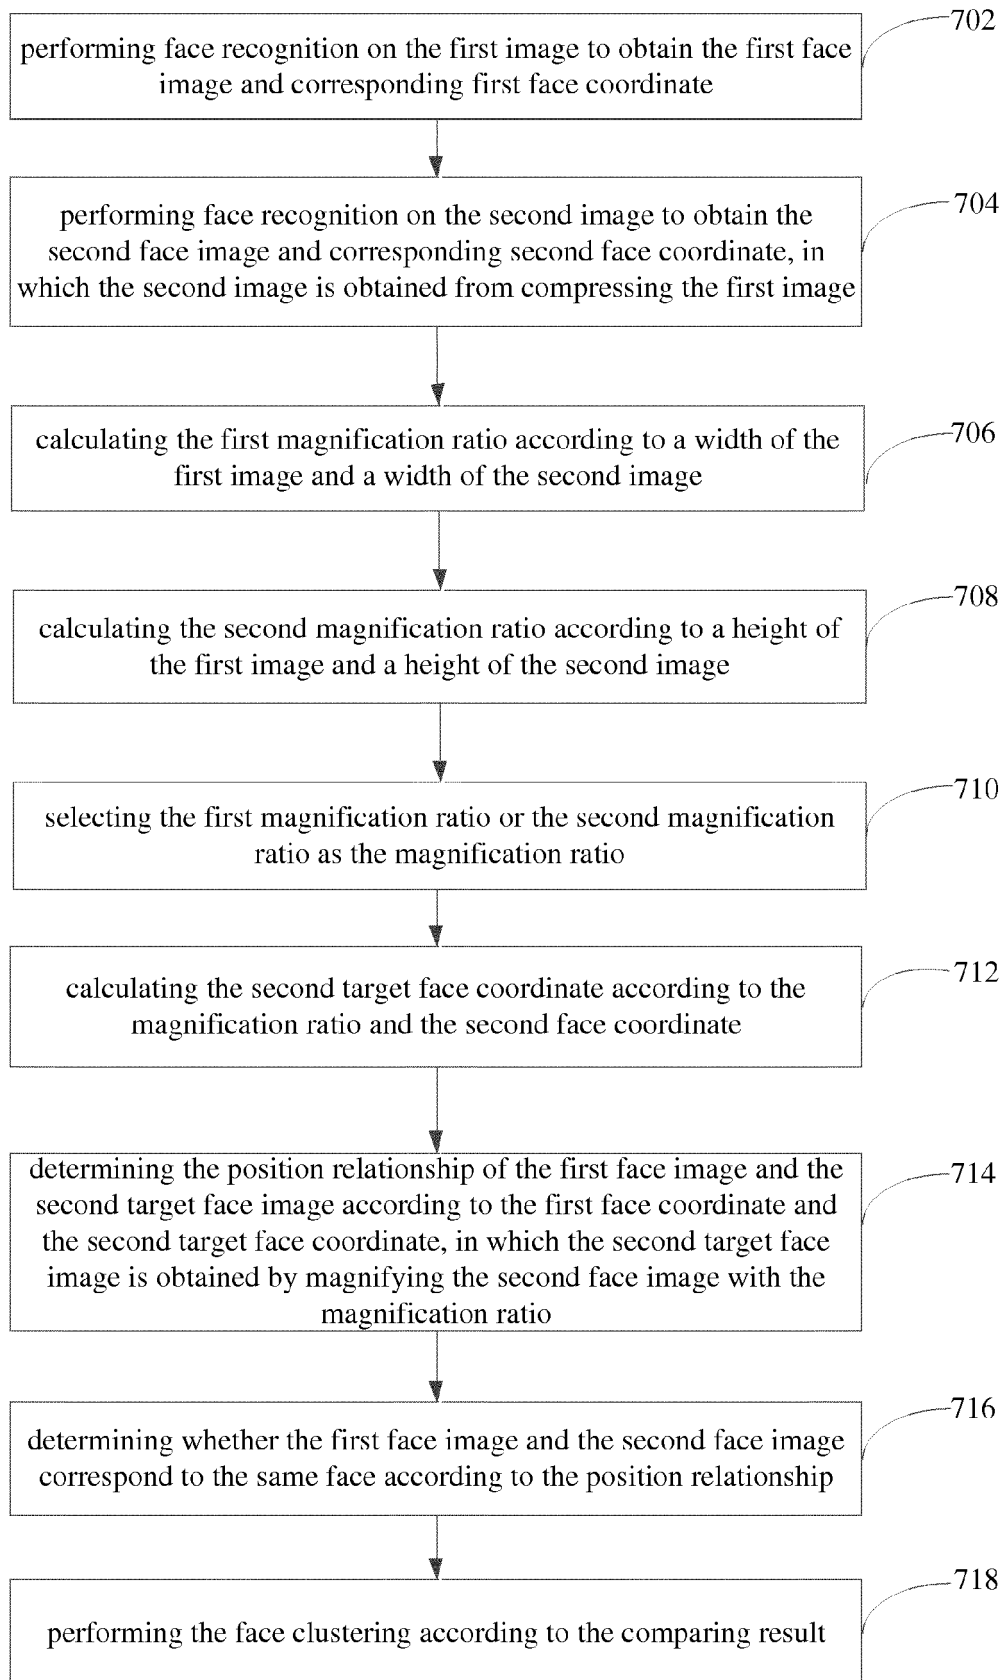 702
performing face recognition on the first image to obtain the first face
image and corresponding first face coordinate
704
performing face recognition on the second image to obtain the
second face image and corresponding second face coordinate, in
which the second image is obtained from compressing the first image
706
calculating the first magnification ratio according to a width of the
first image and a width of the second image
708
calculating the second magnification ratio according to a height of
the first image and a height of the second image
710
selecting the first magnification ratio or the second magnification
ratio as the magnification ratio
712
calculating the second target face coordinate according to the
magnification ratio and the second face coordinate
714
determining the position relationship of the first face image and the
second target face image according to the first face coordinate and
the second target face coordinate, in which the second target face
image is obtained by magnifying the second face image with the
magnification ratio
716
determining whether the first face image and the second face image
correspond to the same face according to the position relationship
718
performing the face clustering according to the comparing result